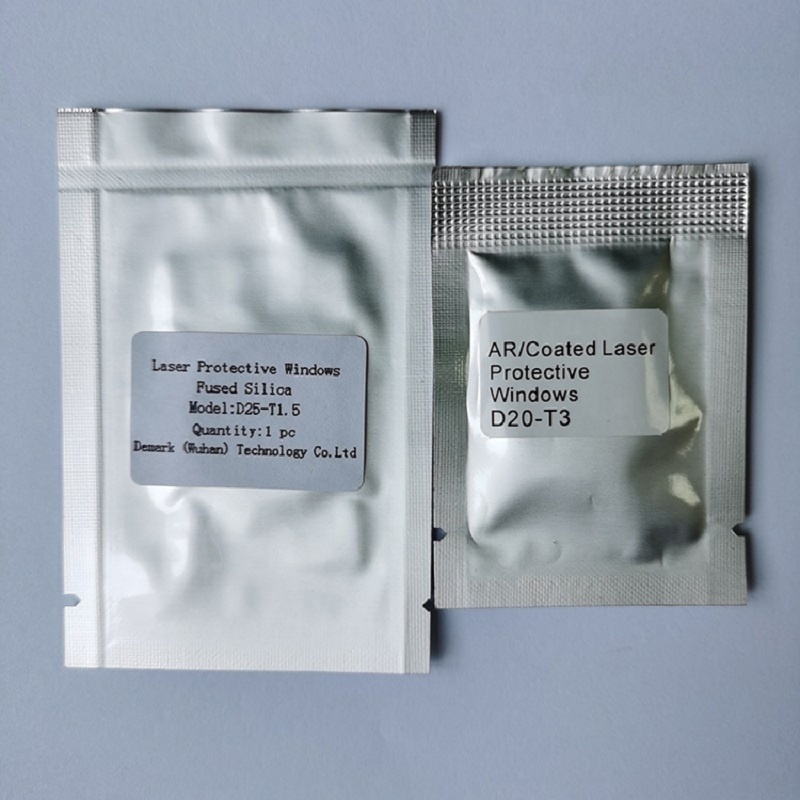 Laser Protective Windows
Fused Silica
Model:D25-T1.5
Quantity:1 pc
Demark (Wuhan) Technology Co.Ltd
AR/Coated Laser
Protective
Windows
D20-T3